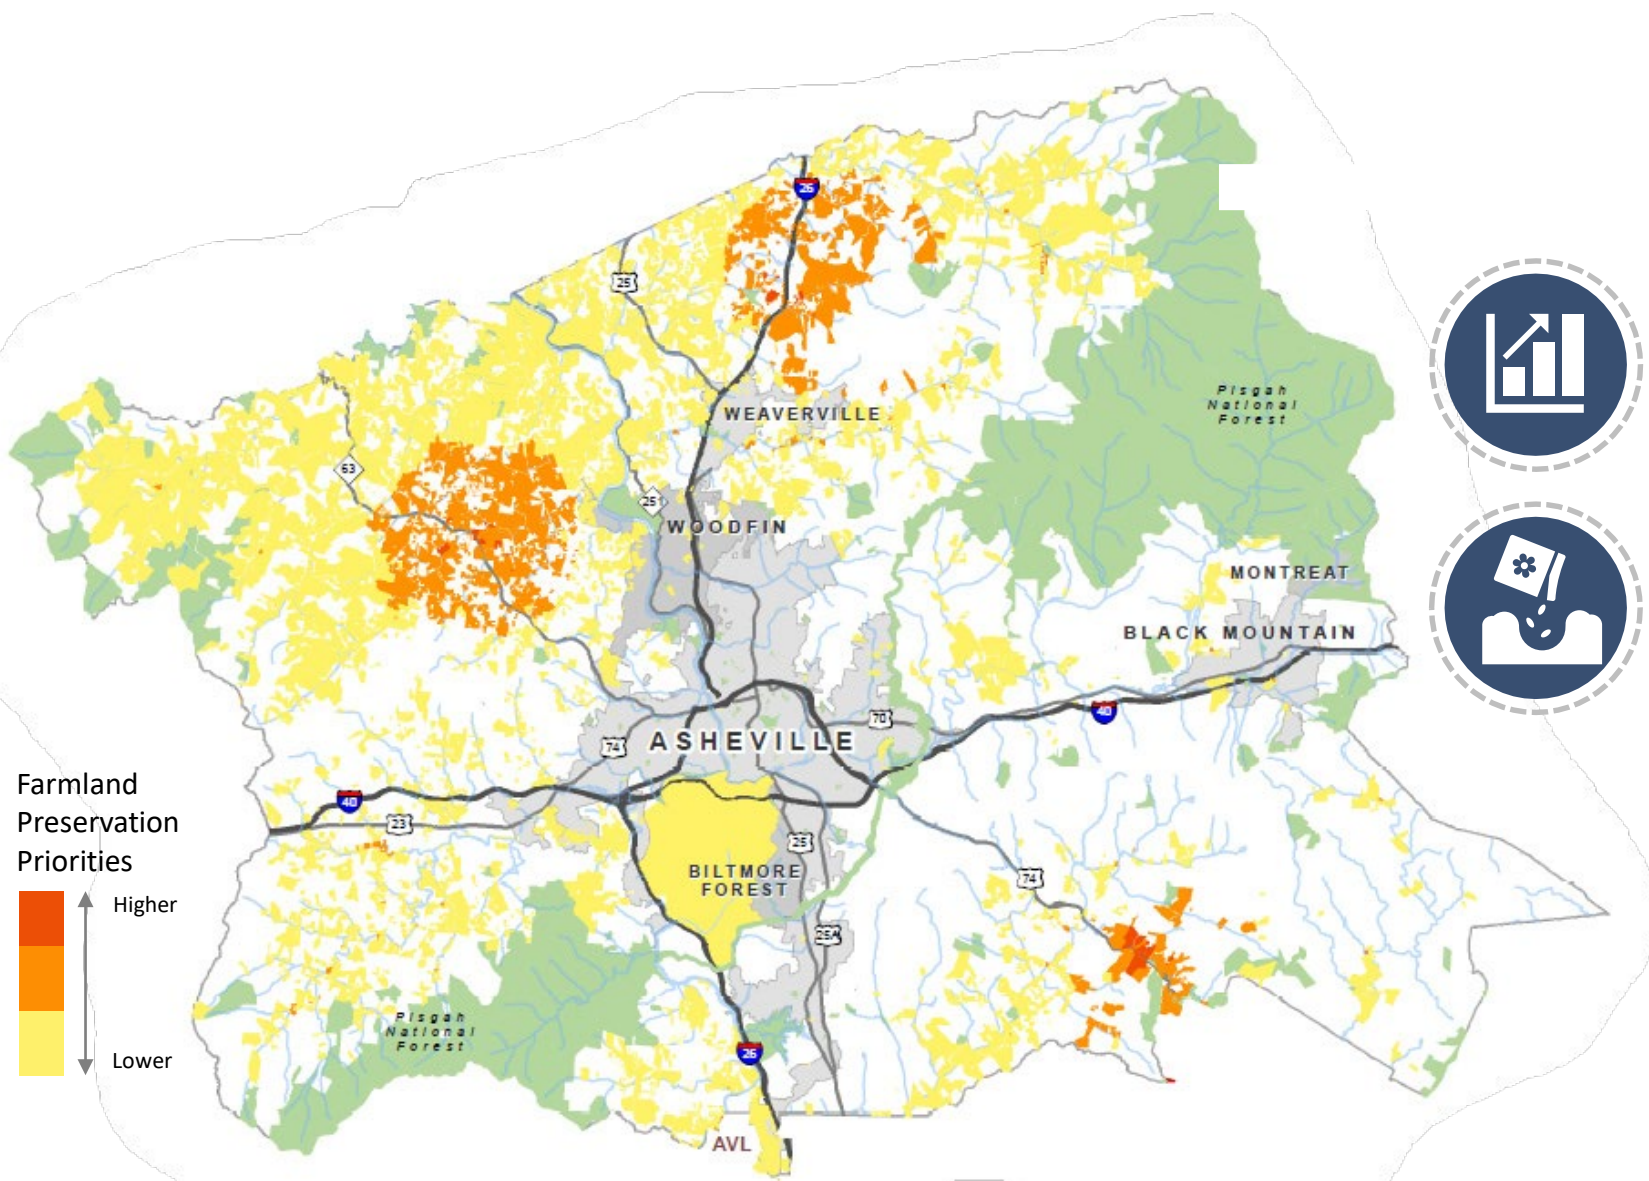 26
25
Pisgah
National
Forest
WEAVERVILLE
63
251
WOODFIN
MONTREAT
BLACK MOUNTAIN
70
40
74
ASHEVILLE
Farmland
Preservation
Priorities
Higher
Lower
40
23
25
BILTMORE
FOREST
74
25A
Pisgah
National
Forest
26
AVL